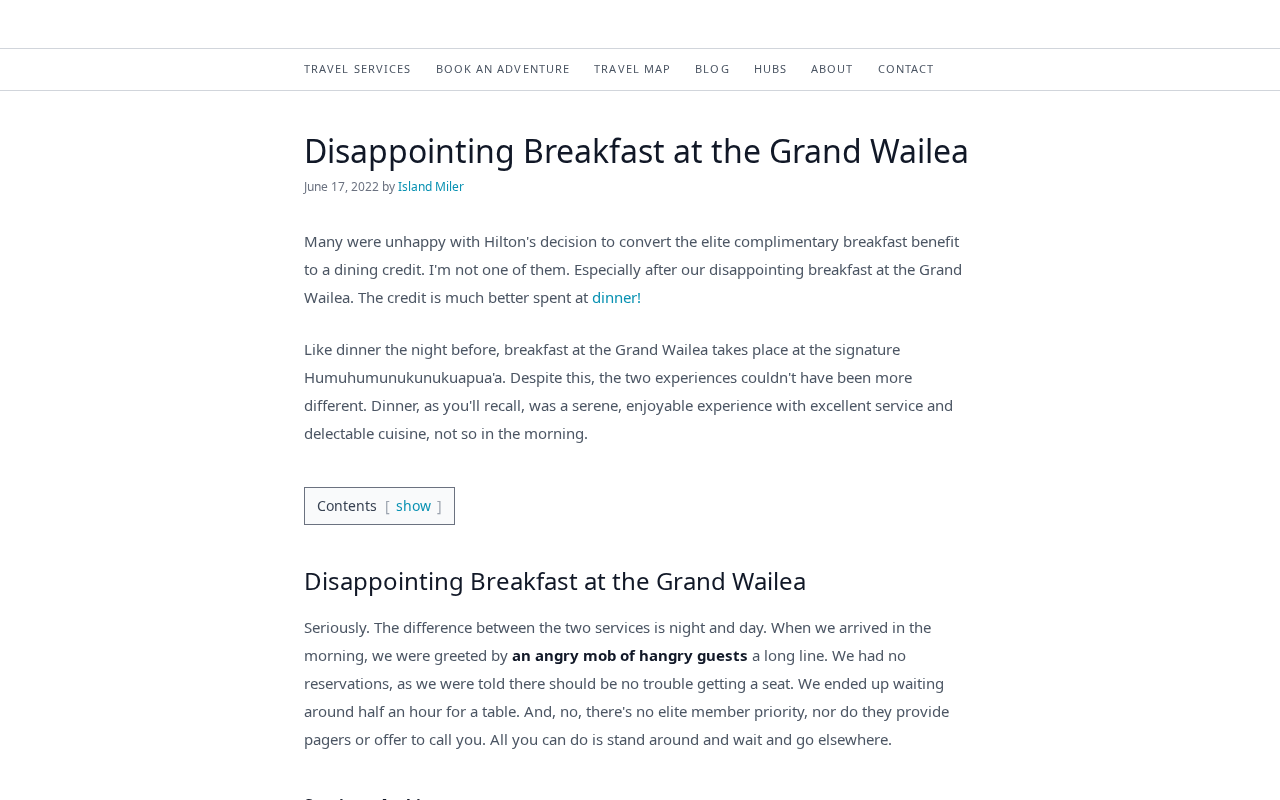 TRAVEL SERVICES BOOK AN ADVENTURE TRAVEL MAP BLOG HUBS ABOUT CONTACT
Disappointing Breakfast at the Grand Wailea
June 17, 2022 by Island Miler
Many were unhappy with Hilton's decision to convert the elite complimentary breakfast benefit
to a dining credit. I'm not one of them. Especially after our disappointing breakfast at the Grand
Wailea. The credit is much better spent at dinner!
Like dinner the night before, breakfast at the Grand Wailea takes place at the signature
Humuhumunukunukuapua'a. Despite this, the two experiences couldn't have been more
different. Dinner, as you'll recall, was a serene, enjoyable experience with excellent service and
delectable cuisine, not so in the morning.
Contents [ show ]
Disappointing Breakfast at the Grand Wailea
Seriously. The difference between the two services is night and day. When we arrived in the
morning, we were greeted by an angry mob of hangry guests a long line. We had no
reservations, as we were told there should be no trouble getting a seat. We ended up waiting
around half an hour for a table. And, no, there's no elite member priority, nor do they provide
pagers or offer to call you. All you can do is stand around and wait and go elsewhere.